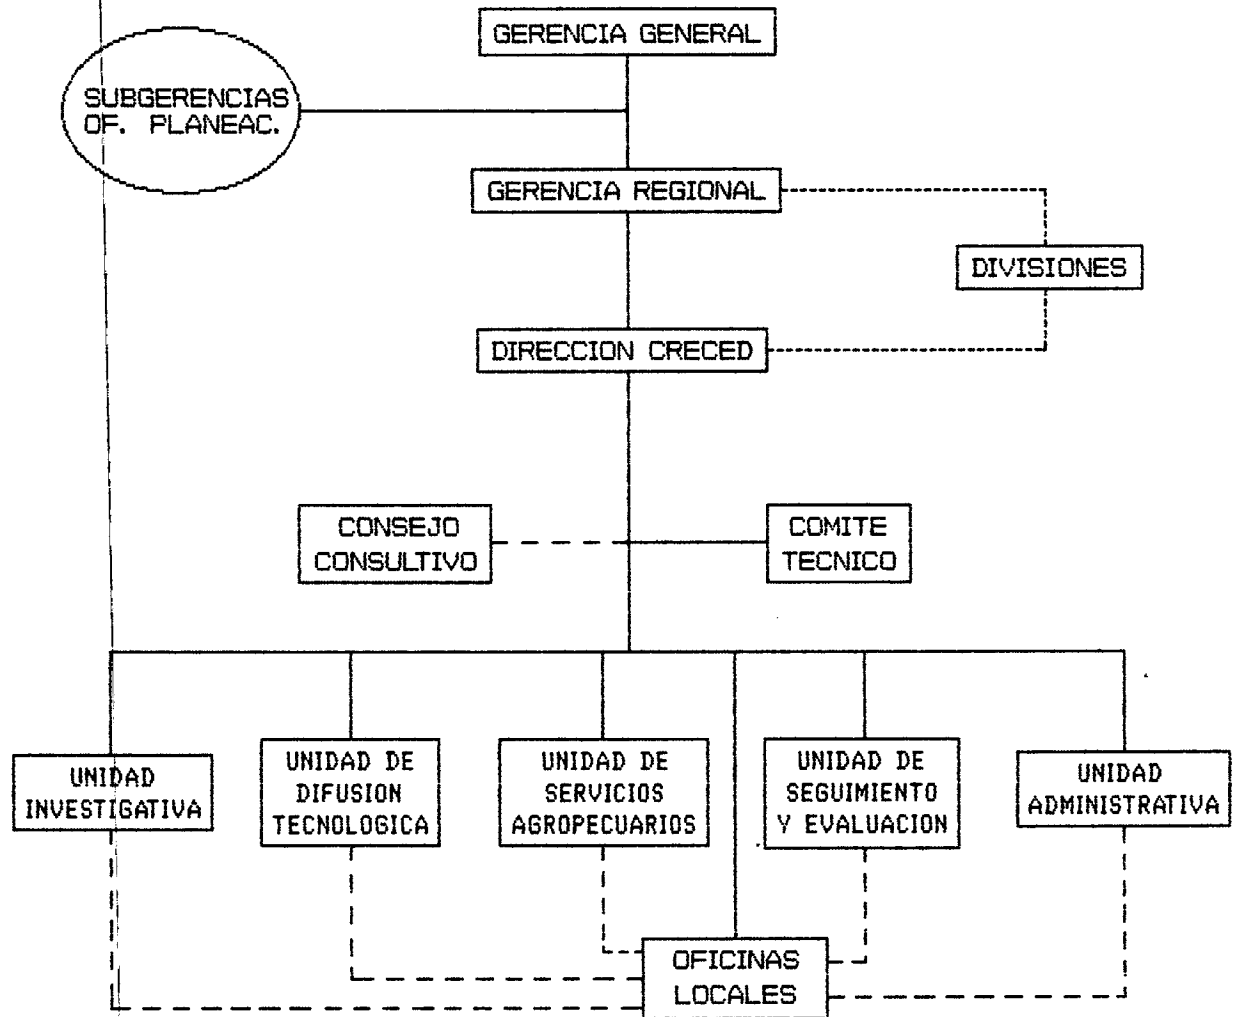 GERENCIA GENERAL
SUBGERENCIAS
OF. PLANEAC.
GERENCIA REGIONAL
DIVISIONES
DIRECCION CRECED
CONSEJO
CONSULTIVO
COMITE
TECNICO
UNIDAD
INVESTIGATIVA
UNIDAD DE
DIFUSION
TECNOLOGICA
UNIDAD DE
SERVICIOS
AGROPECUARIOS
UNIDAD DE
SEGUIMIENTO
Y EVALUACION
UNIDAD
ADMINISTRATIVA
OFICINAS
LOCALES